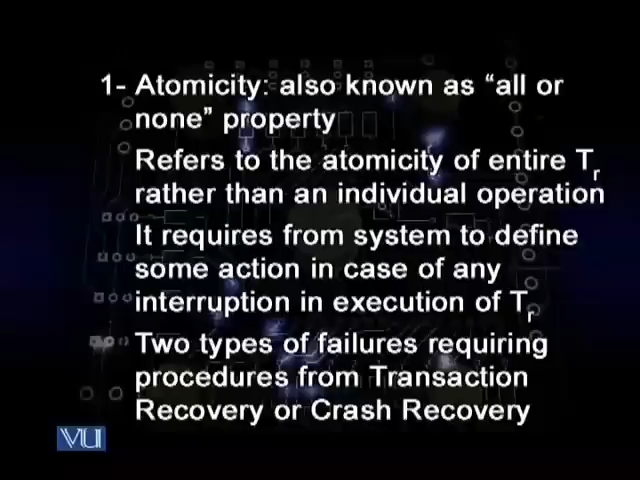 1- Atomicity: also known as “all or
none” property
Refers to the atomicity of entire Tr
rather than an individual operation
It requires from system to define
some action in case of any
interruption in execution of Tr
Two types of failures requiring
procedures from Transaction
Recovery or Crash Recovery
VU